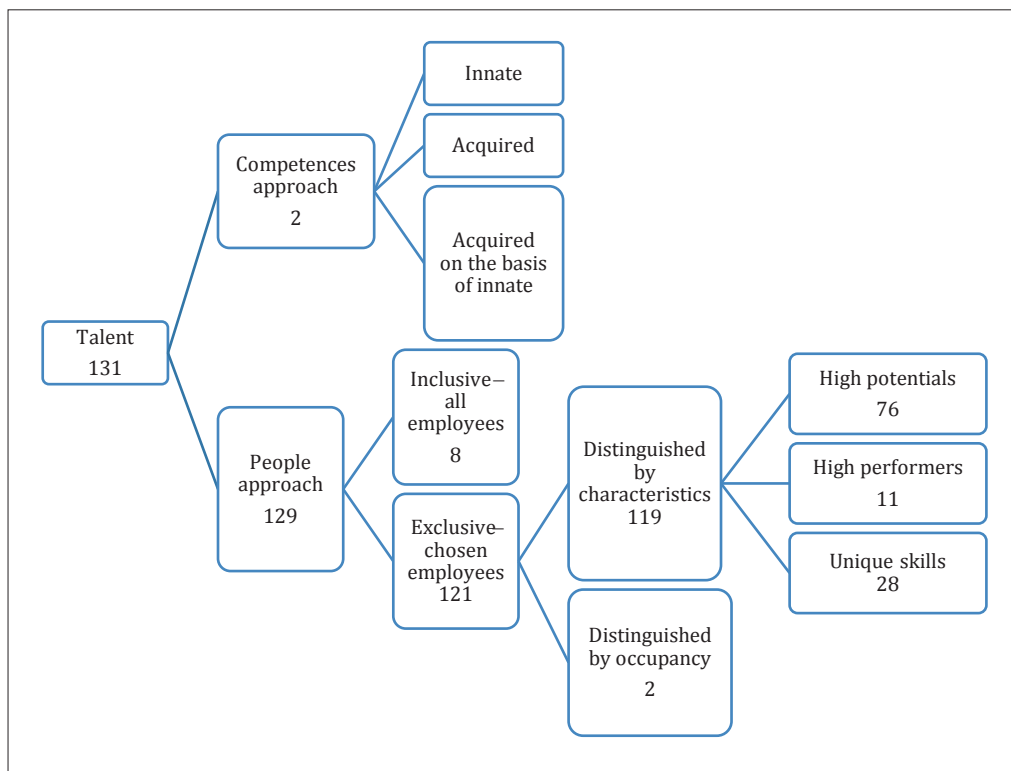 Talent
131
Competences
approach
2
Innate
Acquired
Acquired
on the basis
of innate
People
approach
129
Inclusive–
all
employees
8
Exclusive–
chosen
employees
121
Distinguished
by
characteristics
119
Distinguished
by occupancy
2
High potentials
76
High performers
11
Unique skills
28